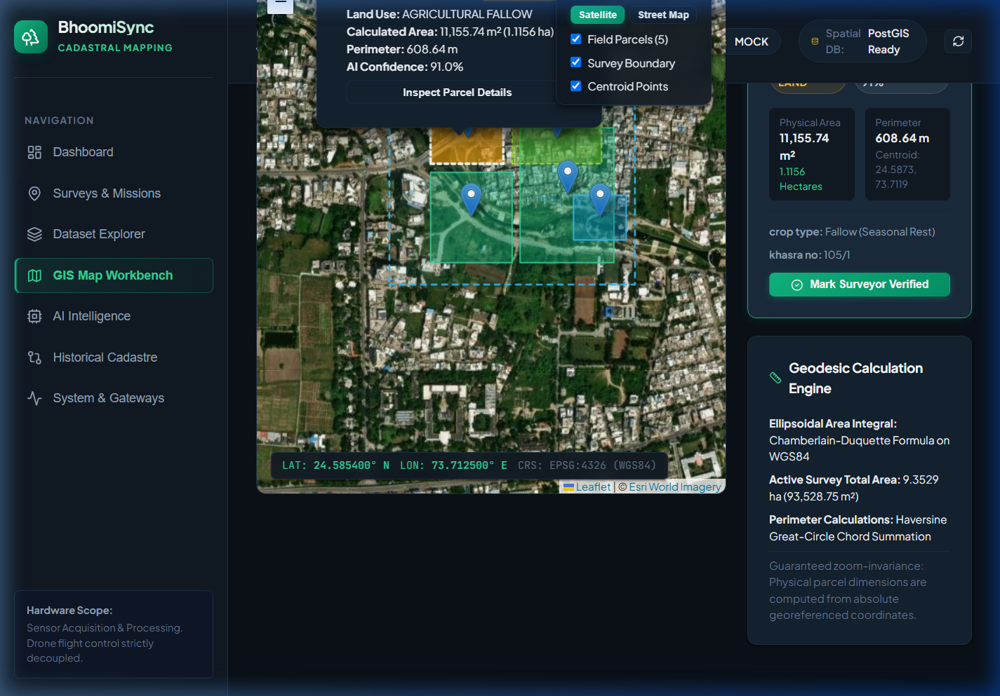 BhoomiSync
CADASTRAL MAPPING
NAVIGATION
Dashboard
Surveys & Missions
Dataset Explorer
GIS Map Workbench
AI Intelligence
Historical Cadastre
System & Gateways
Hardware Scope:
Sensor Acquisition & Processing.
Drone flight control strictly
decoupled.
Land Use: AGRICULTURAL FALLOW
Calculated Area: 11,155.74 m² (1.1156 ha)
Perimeter: 608.64 m
AI Confidence: 91.0%
Inspect Parcel Details
Satellite
Street Map
Field Parcels (5)
Survey Boundary
Centroid Points
LAT: 24.585400° N LON: 73.712500° E CRS: EPSG:4326 (WGS84)
Leaflet | © Esri World Imagery
MOCK
Spatial DB:
PostGIS Ready
LAND
91%
Physical Area
11,155.74
m²
1.1156
Hectares
Perimeter
608.64 m
Centroid:
24.5873,
73.7119
crop type: Fallow (Seasonal Rest)
khasra no: 105/1
Mark Surveyor Verified
Geodesic Calculation
Engine
Ellipsoidal Area Integral:
Chamberlain-Duquette Formula on
WGS84
Active Survey Total Area: 9.3529
ha (93,528.75 m²)
Perimeter Calculations: Haversine
Great-Circle Chord Summation
Guaranteed zoom-invariance:
Physical parcel dimensions are
computed from absolute
georeferenced coordinates.